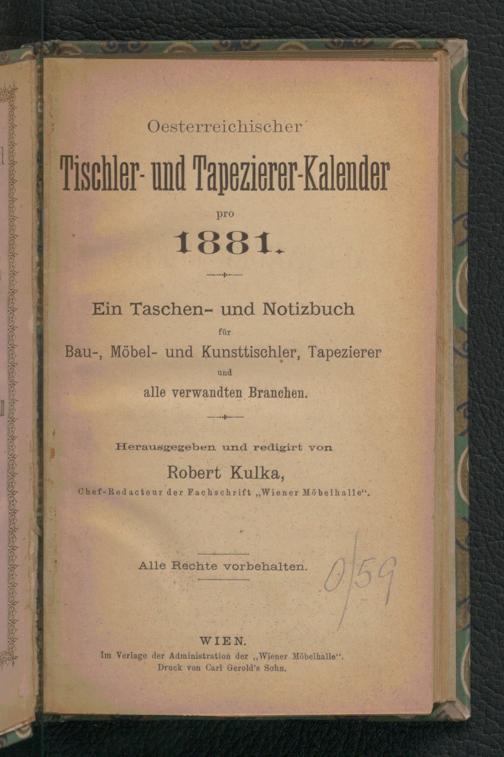 Oesterreichischer
Tischler- und Tapezierer-Kalender
pro
1881.
Ein Taschen- und Notizbuch
für
Bau-, Möbel- und Kunsttischler, Tapezierer
und
alle verwandten Branchen.
Herausgegeben und redigirt von
Robert Kulka,
Chef-Redacteur der Fachschrift „Wiener Möbelhalle“.
Alle Rechte vorbehalten.
0/59
WIEN.
Im Verlage der Administration der „Wiener Möbelhalle“.
Druck von Carl Gerold's Sohn.